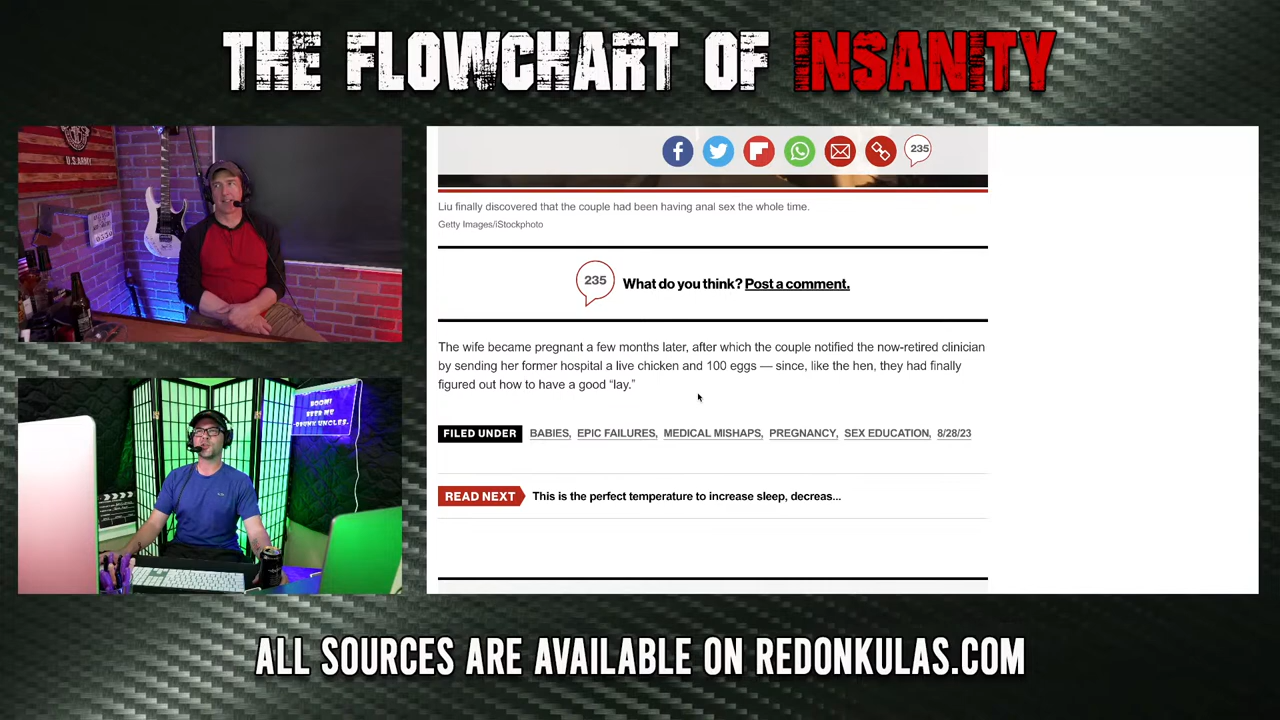 THE FLOWCHART OF INSANITY
U.S. ARMY
235
Liu finally discovered that the couple had been having anal sex the whole time.
Getty Images/iStockphoto
235
What do you think? Post a comment.
The wife became pregnant a few months later, after which the couple notified the now-retired clinician
by sending her former hospital a live chicken and 100 eggs — since, like the hen, they had finally
figured out how to have a good “lay.”
BOOM!
BEER ME
DRUNK UNCLES.
FILED UNDER BABIES, EPIC FAILURES, MEDICAL MISHAPS, PREGNANCY, SEX EDUCATION, 8/28/23
READ NEXT This is the perfect temperature to increase sleep, decreas...
ALL SOURCES ARE AVAILABLE ON REDONKULAS.COM